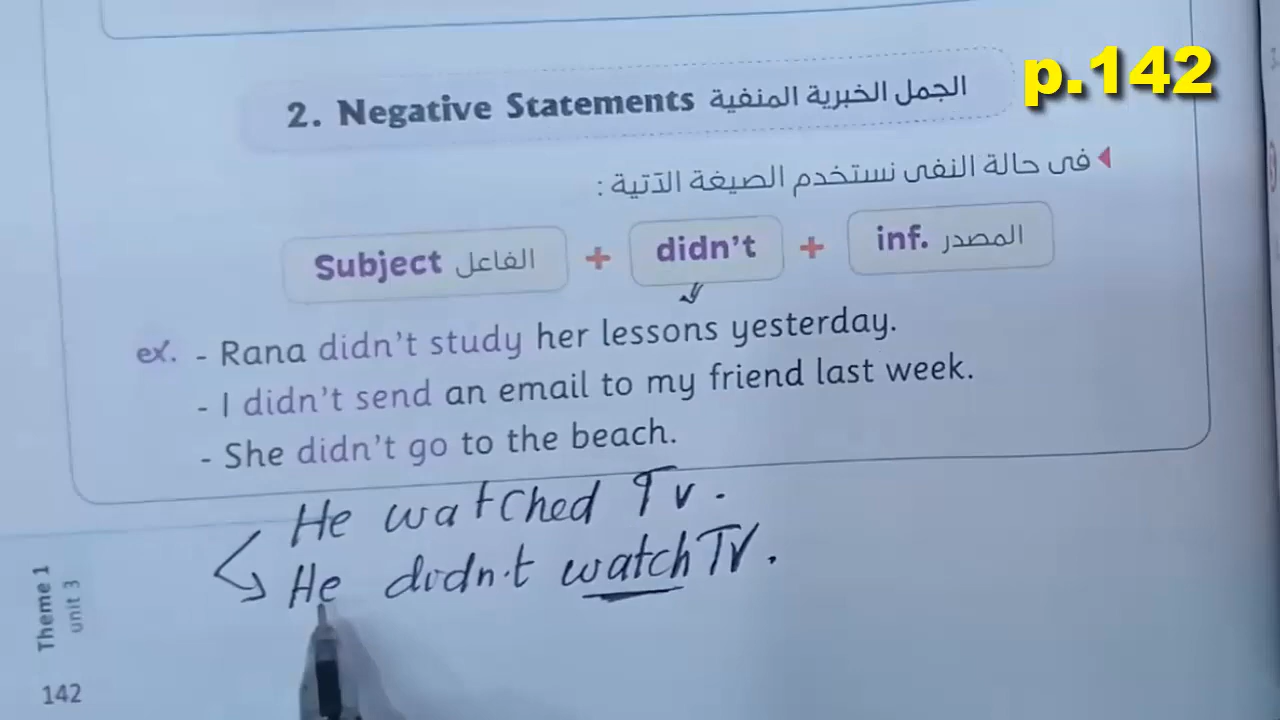 p.142
2. Negative Statements الجمل الخبرية المنفية
فى حالة النفى نستخدم الصيغة الآتية :
Subject الفاعل + didn't + inf. المصدر
ex. - Rana didn't study her lessons yesterday.
- I didn't send an email to my friend last week.
- She didn't go to the beach.
He watched Tv.
He didn't watch TV.
Theme 1
unit 3
142